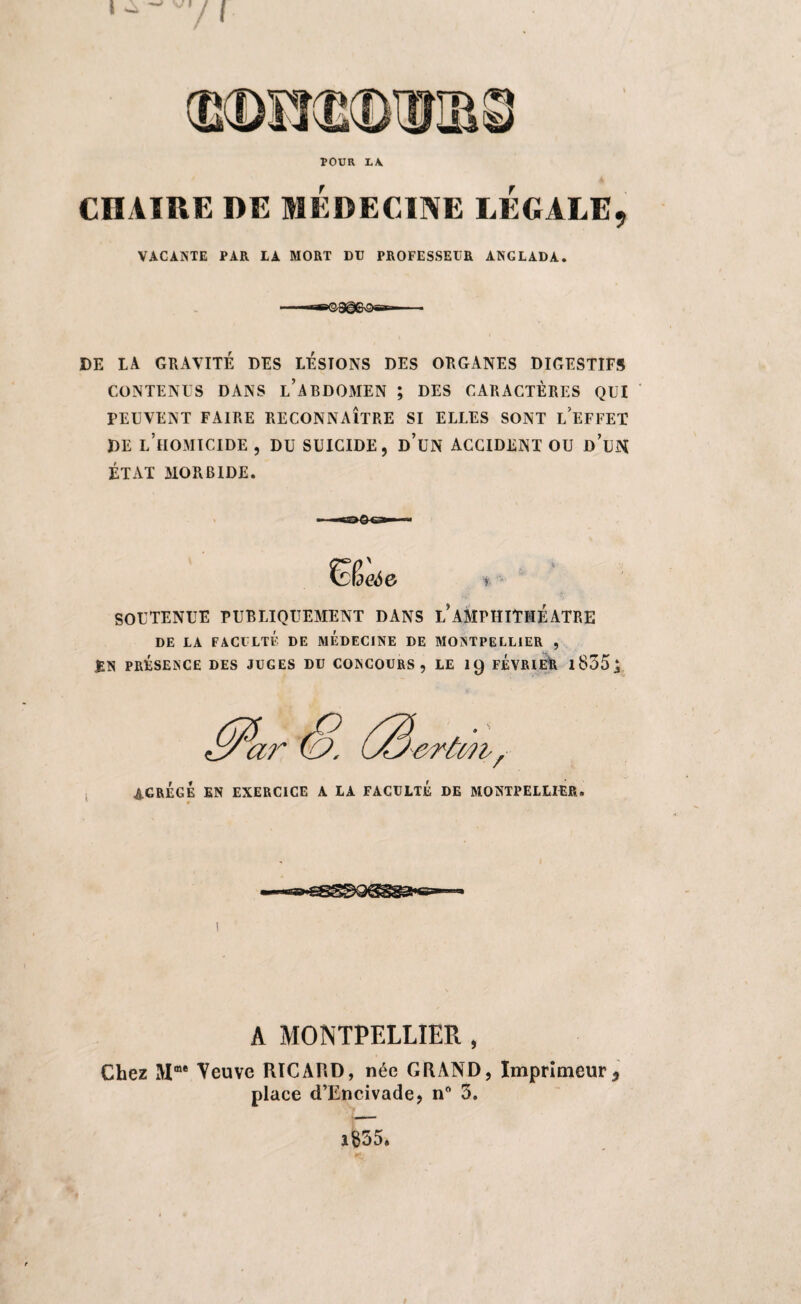 CONCOURS
POUR LA
CHAIRE DE MÉDECINE LÉGALE,
VACANTE PAR LA MORT DU PROFESSEUR ANGLADA.
DE LA GRAVITÉ DES LÉSIONS DES ORGANES DIGESTIFS
CONTENUS DANS L'ABDOMEN ; DES CARACTÈRES QUI
PEUVENT FAIRE RECONNAÎTRE SI ELLES SONT L'EFFET
DE L'HOMICIDE, DU SUICIDE, D'UN ACCIDENT OU D'UN
ÉTAT MORBIDE.
Thèse
SOUTENUE PUBLIQUEMENT DANS L'AMPHITHÉATRE
DE LA FACULTÉ DE MÉDECINE DE MONTPELLIER,
EN PRÉSENCE DES JUGES DU CONCOURS, LE 19 FÉVRIER 1835;
Par E. Bertin,
AGRÉGÉ EN EXERCICE A LA FACULTÉ DE MONTPELLIER.
A MONTPELLIER,
Chez Mme Veuve RICARD, née GRAND, Imprimeur,
place d'Encivade, n° 3.
1835.